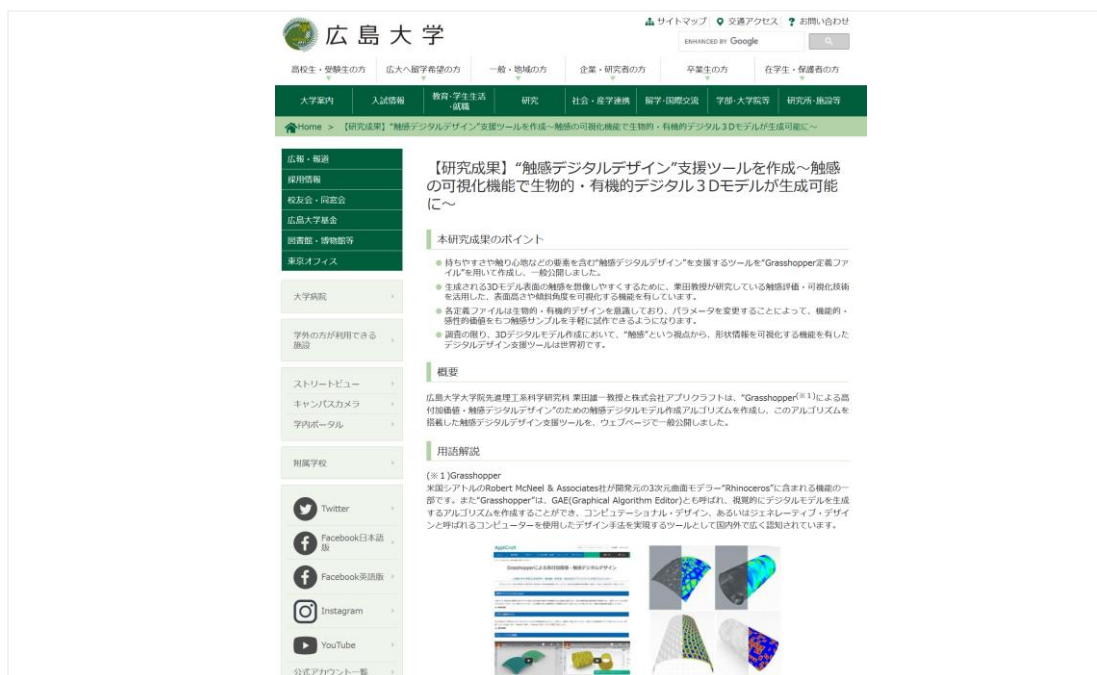 広島大学
サイトマップ 交通アクセス お問い合わせ
ENHANCED BY Google
高校生・受験生の方 広大へ留学希望の方 一般・地域の方 企業・研究者の方 卒業生の方 在学生・保護者の方
大学案内 入試情報 教育・学生生活・就職 研究 社会・産学連携 留学・国際交流 学部・大学院等 研究所・施設等
Home > 【研究成果】“触感デジタルデザイン”支援ツールを作成~触感の可視化機能で生物的・有機的デジタル3Dモデルが生成可能に~
広報・報道
採用情報
校友会・同窓会
広島大学基金
図書館・博物館等
東京オフィス
大学病院
学外の方が利用できる
施設
ストリートビュー
キャンパスカメラ
学内ポータル
附属学校
Twitter
Facebook日本語
版
Facebook英語版
Instagram
YouTube
公式アカウント一覧
【研究成果】“触感デジタルデザイン”支援ツールを作成~触感
の可視化機能で生物的・有機的デジタル3Dモデルが生成可能
に~
本研究成果のポイント
持ちやすさや触り心地などの要素を含む“触感デジタルデザイン”を支援するツールを“Grasshopper定義ファ
イル”を用いて作成し、一般公開しました。
生成される3Dモデル表面の触感を想像しやすくするために、栗田教授が研究している触感評価・可視化技術
を活用した、表面高さや傾斜角度を可視化する機能を有しています。
各定義ファイルは生物的・有機的デザインを意識しており、パラメータを変更することによって、機能的・
感性的価値をもつ触感サンプルを手軽に試作できるようになります。
調査の限り、3Dデジタルモデル作成において、“触感”という視点から、形状情報を可視化する機能を有した
デジタルデザイン支援ツールは世界初です。
概要
広島大学大学院先進理工系科学研究科 栗田雄一教授と株式会社アプリクラフトは、“Grasshopper(※1)による高
付加価値・触感デジタルデザイン”のための触感デジタルモデル作成アルゴリズムを作成し、このアルゴリズムを
搭載した触感デジタルデザイン支援ツールを、ウェブページで一般公開しました。
用語解説
(※1)Grasshopper
米国シアトルのRobert McNeel & Associates社が開発元の3次元曲面モデラー“Rhinoceros”に含まれる機能の一
部です。また“Grasshopper”は、GAE(Graphical Algorithm Editor)とも呼ばれ、視覚的にデジタルモデルを生成
するアルゴリズムを作成することができ、コンピュテーショナル・デザイン、あるいはジェネレーティブ・デザイ
ンと呼ばれるコンピューターを使用したデザイン手法を実現するツールとして国内外で広く認知されています。
AppliCraft
Grasshopperによる高付加価値・触感デジタルデザイン